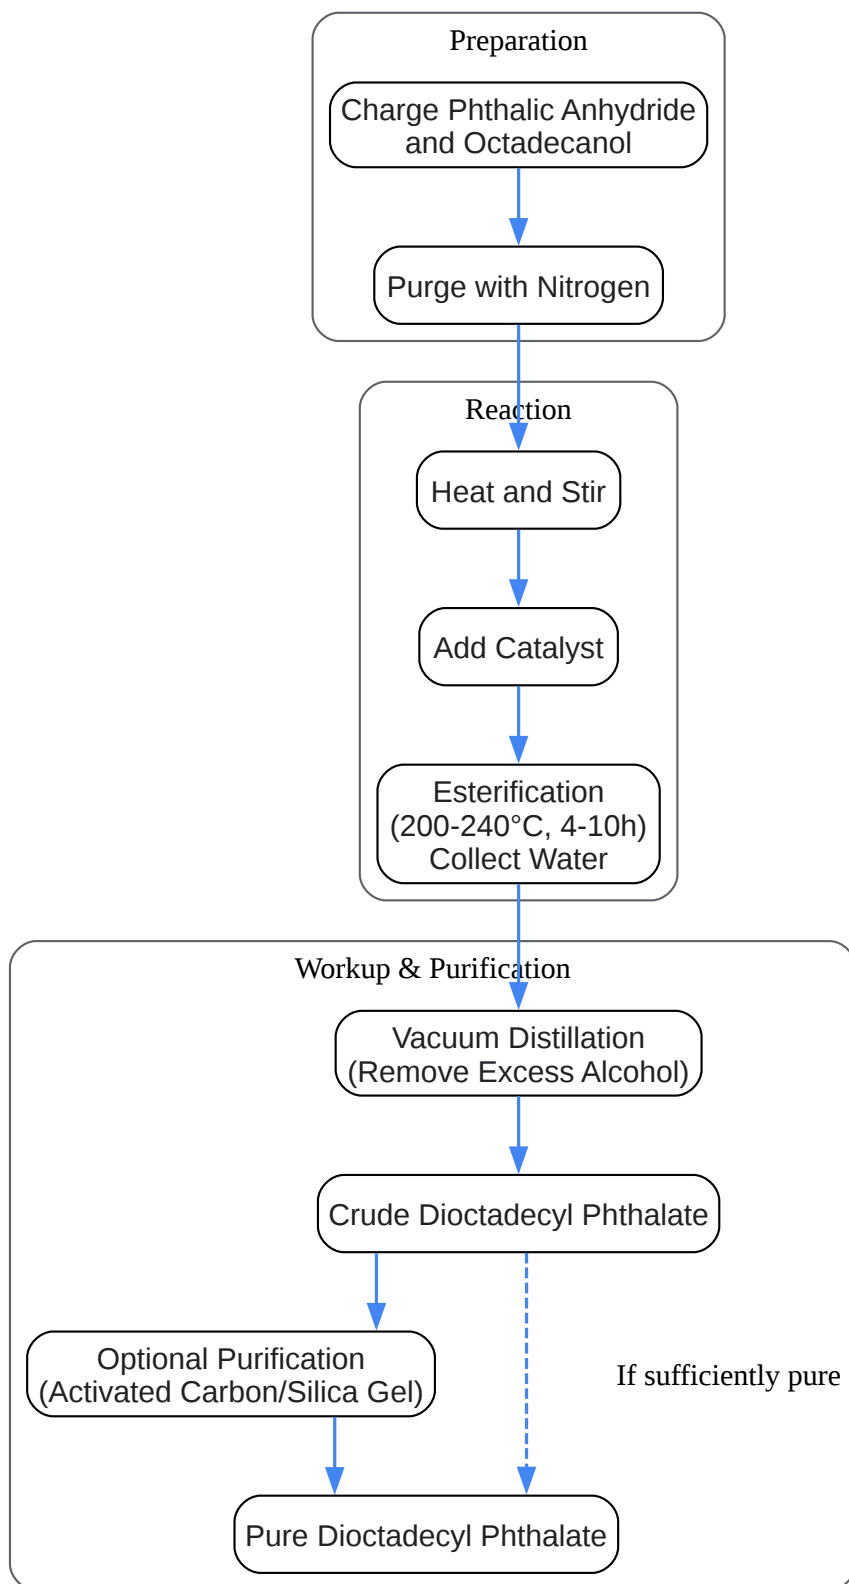 Preparation
Charge Phthalic Anhydride
and Octadecanol
Purge with Nitrogen
Reaction
Heat and Stir
Add Catalyst
Esterification
(200-240°C, 4-10h)
Collect Water
Workup & Purification
Vacuum Distillation
(Remove Excess Alcohol)
Crude Dioctadecyl Phthalate
Optional Purification
(Activated Carbon/Silica Gel)
If sufficiently pure
Pure Dioctadecyl Phthalate